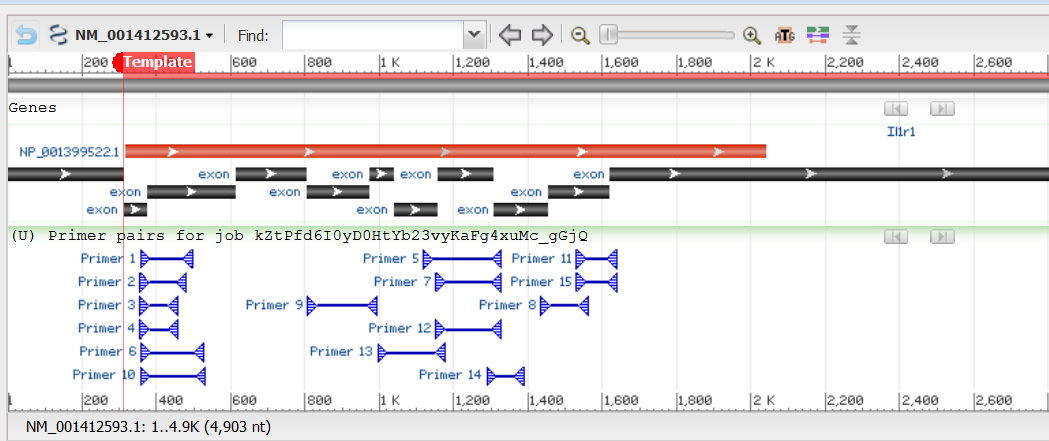 NM_001412593.1 Find: ATG
1 200 Template 600 800 1 K 1,200 1,400 1,600 1,800 2 K 2,200 2,400 2,600 2,800
Genes
Il1r1
NP_001399522.1
exon exon exon exon
exon exon exon
exon exon exon
(U) Primer pairs for job kZtPfd6I0yD0HtYb23vyKaFg4xuMc_gGjQ
Primer 1 Primer 5 Primer 11
Primer 2 Primer 7 Primer 15
Primer 3 Primer 9 Primer 8
Primer 4 Primer 12
Primer 6 Primer 13
Primer 10 Primer 14
1 200 400 600 800 1 K 1,200 1,400 1,600 1,800 2 K 2,200 2,400 2,600
NM_001412593.1: 1..4.9K (4,903 nt)